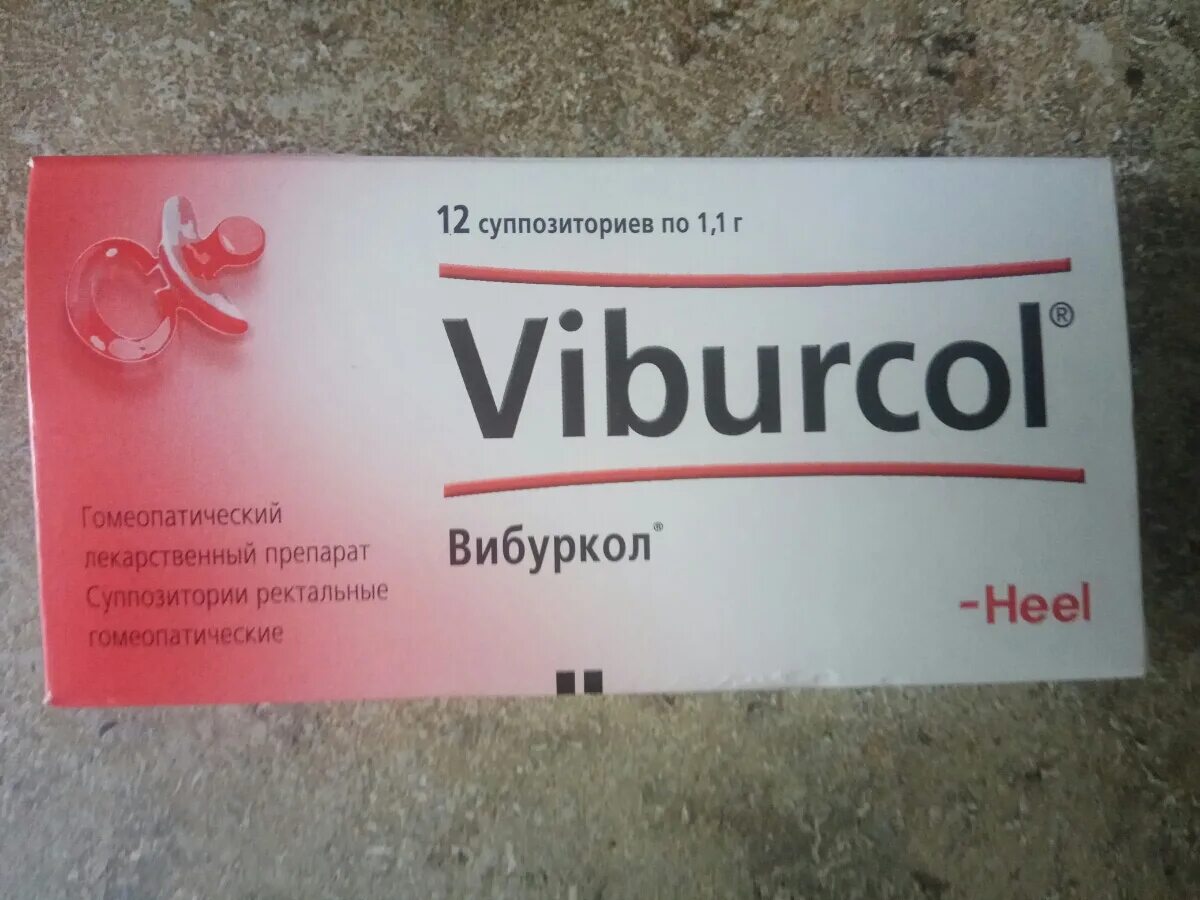 12 суппозиториев по 1,1 г
Viburcol®
Вибуркол®
Гомеопатический
лекарственный препарат
Суппозитории ректальные
гомеопатические
-Heel